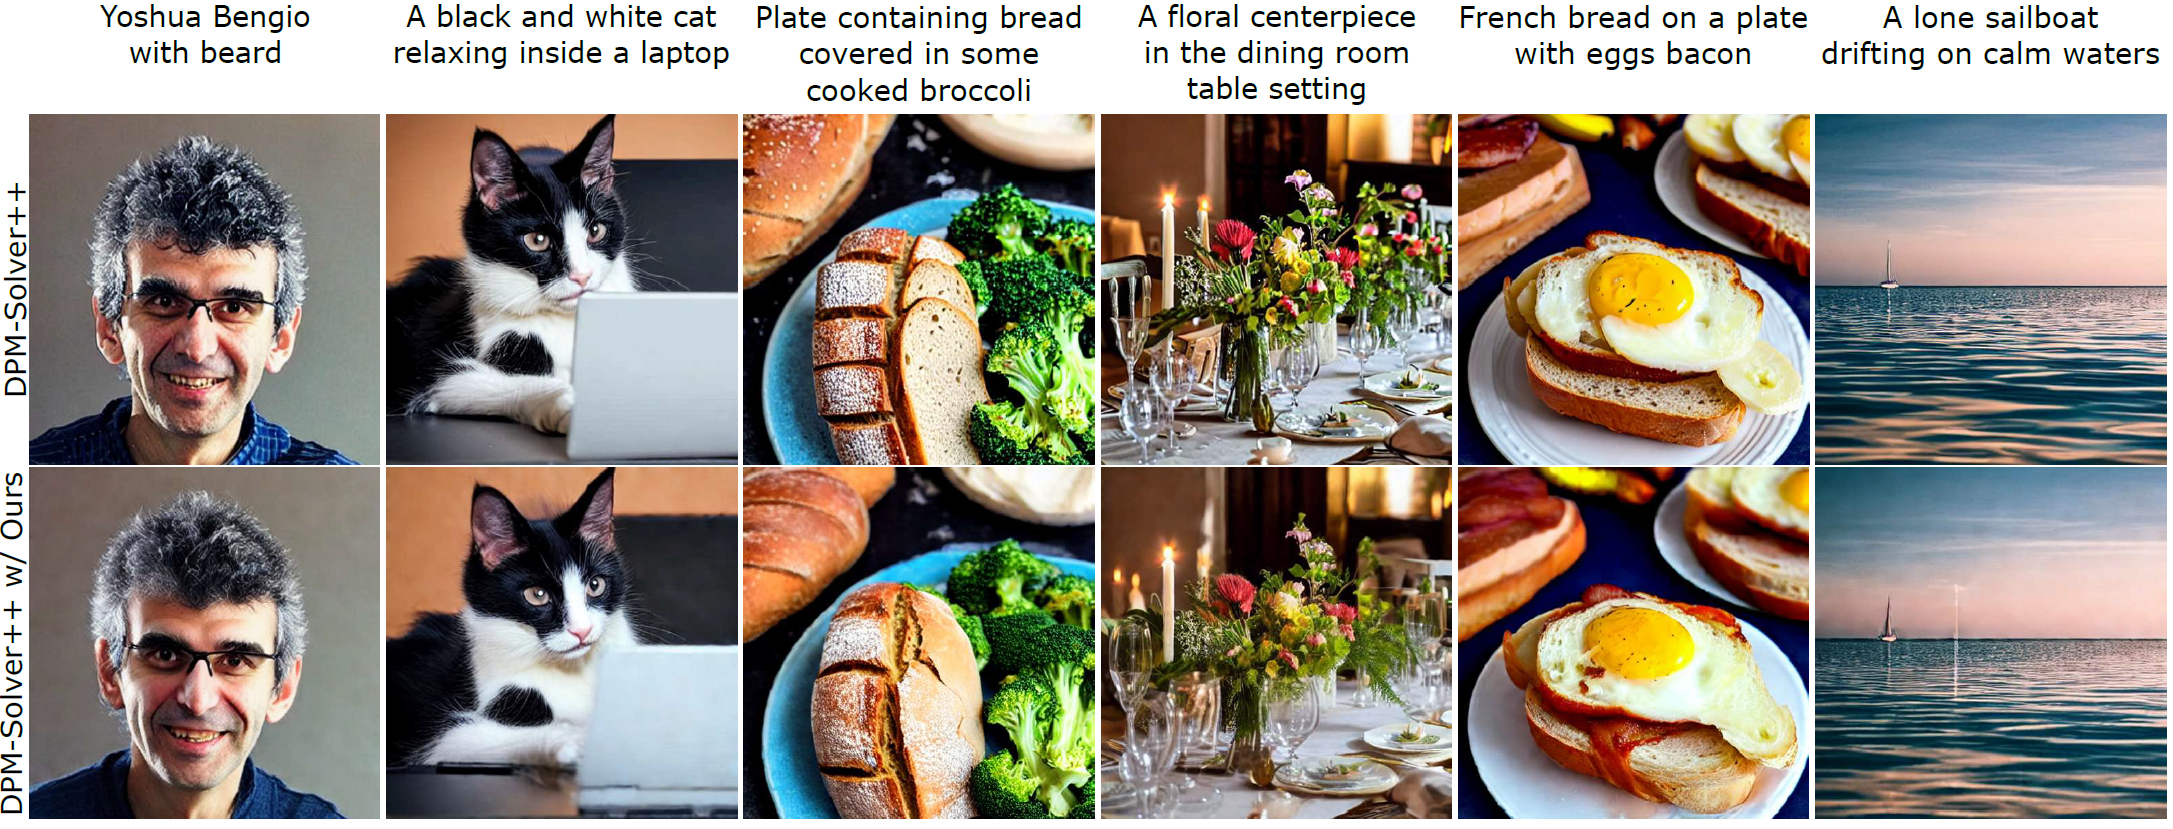 Yoshua Bengio
with beard
A black and white cat
relaxing inside a laptop
Plate containing bread
covered in some
cooked broccoli
A floral centerpiece
in the dining room
table setting
French bread on a plate
with eggs bacon
A lone sailboat
drifting on calm waters
DPM-Solver++
DPM-Solver++ w/ Ours